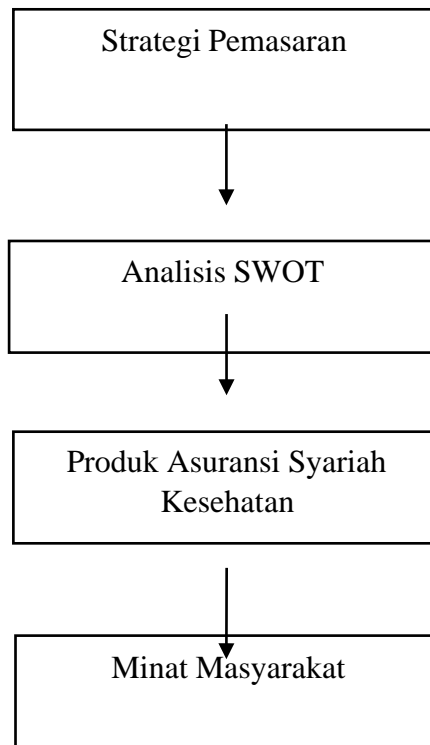 Strategi Pemasaran
Analisis SWOT
Produk Asuransi Syariah
Kesehatan
Minat Masyarakat